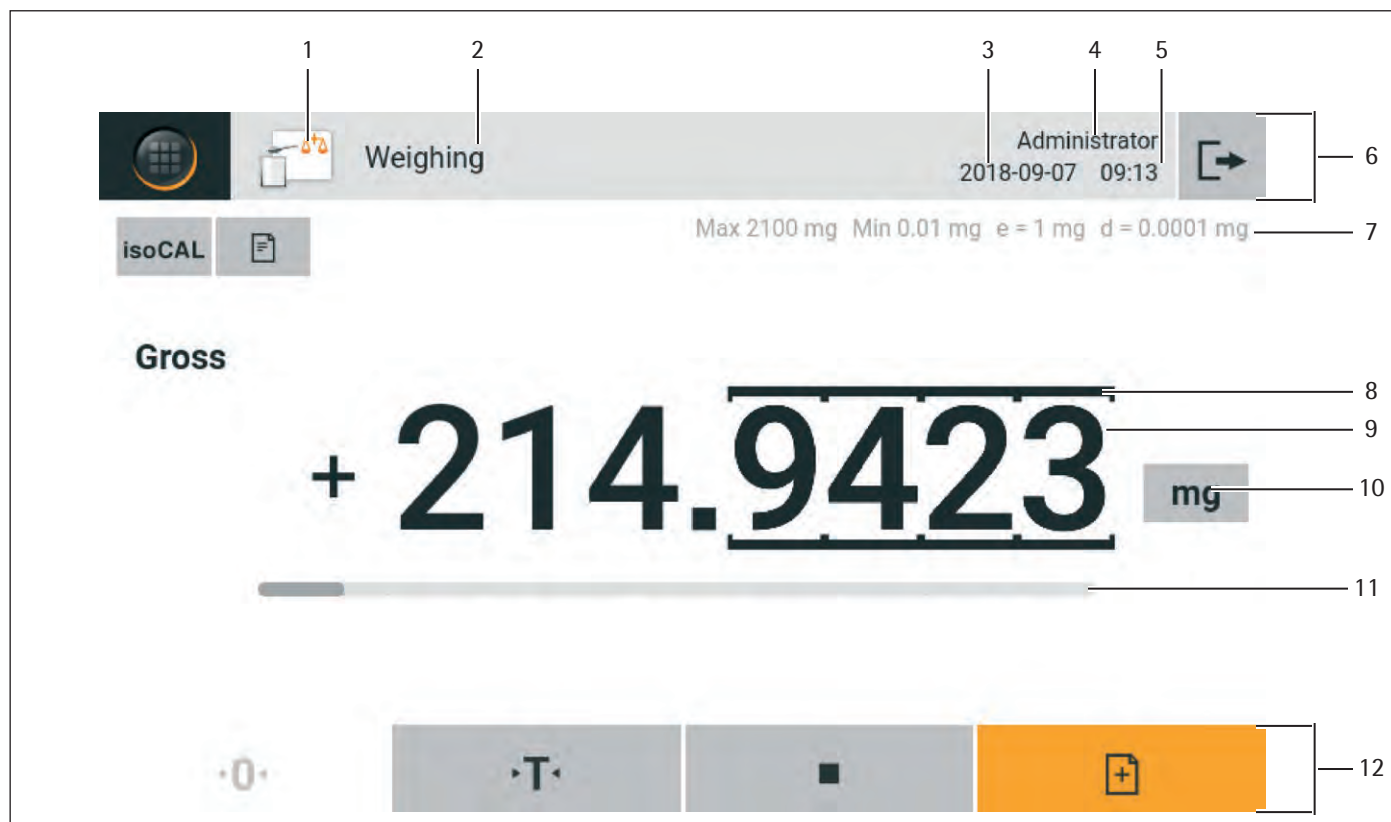 1 2 3 4 5
Weighing
Administrator
2018-09-07 09:13
6
isoCAL
Max 2100 mg Min 0.01 mg e = 1 mg d = 0.0001 mg
7
Gross
8
+ 214.9423
9
mg
10
11
0 T
12